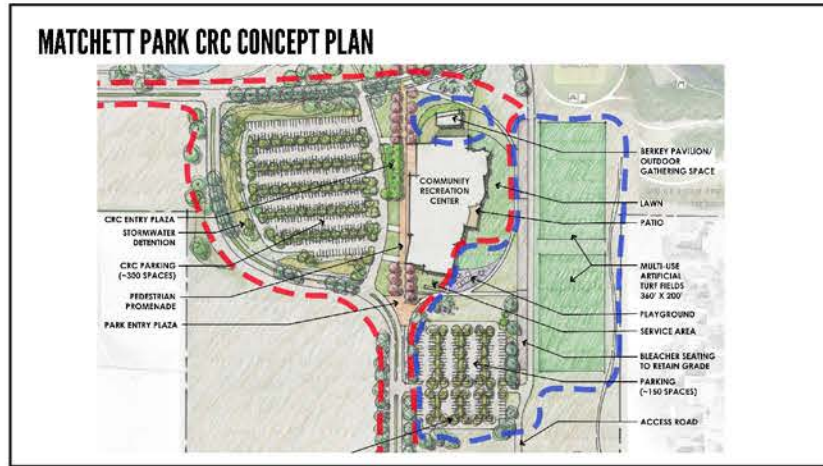 MATCHETT PARK CRC CONCEPT PLAN
CRC ENTRY PLAZA
STORMWATER
DETENTION
CRC PARKING
(~300 SPACES)
PEDESTRIAN
PROMENADE
PARK ENTRY PLAZA
COMMUNITY
RECREATION
CENTER
BERKEY PAVILION/
OUTDOOR
GATHERING SPACE
LAWN
PATIO
MULTI-USE
ARTIFICIAL
TURF FIELDS
360' X 200'
PLAYGROUND
SERVICE AREA
BLEACHER SEATING
TO RETAIN GRADE
PARKING
(~150 SPACES)
ACCESS ROAD